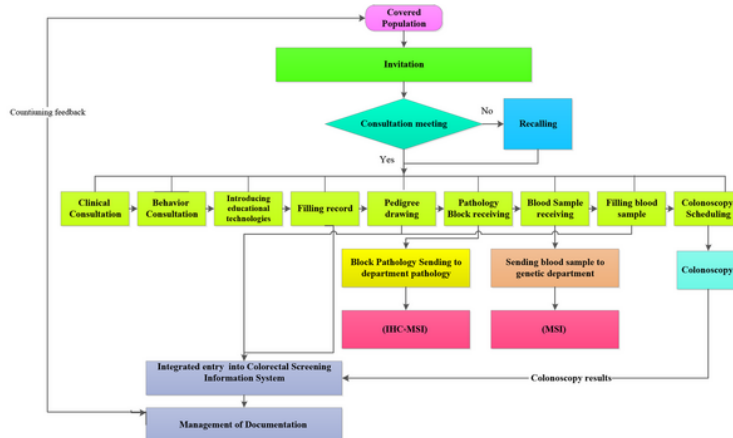 Covered
Population
Invitation
Countiuning feedback
Consultation meeting
No
Recalling
Yes
Clinical
Consultation
Behavior
Consultation
Introducing
educational
technologies
Filling record
Pedigree
drawing
Pathology
Block receiving
Blood Sample
receiving
Filling blood
sample
Colonoscopy
Scheduling
Block Pathology Sending to
department pathology
Sending blood sample to
genetic department
Colonoscopy
(IHC-MSI)
(MSI)
Integrated entry into Colorectal Screening
Information System
Colonoscopy results
Management of Documentation